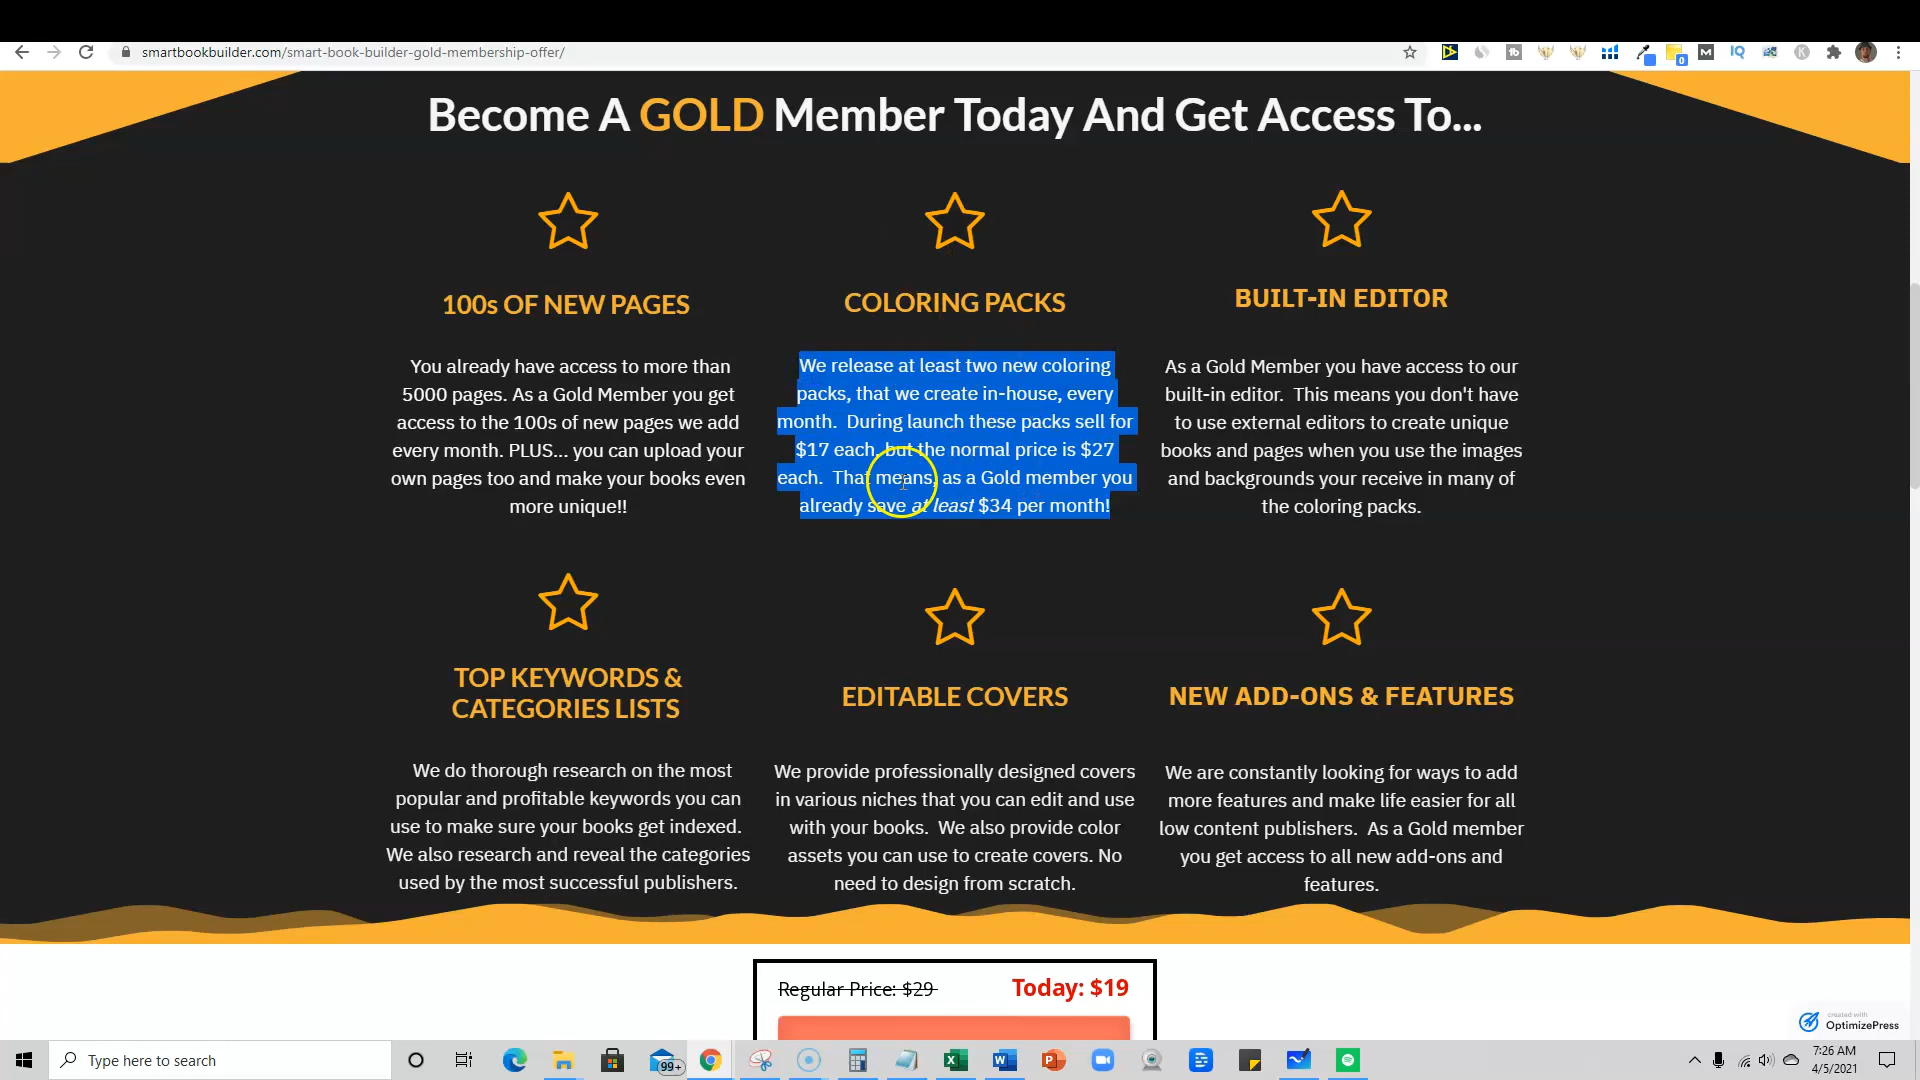 smartbookbuilder.com/smart-book-builder-gold-membership-offer/
Become A GOLD Member Today And Get Access To...
100s OF NEW PAGES
You already have access to more than
5000 pages. As a Gold Member you get
access to the 100s of new pages we add
every month. PLUS... you can upload your
own pages too and make your books even
more unique!!
COLORING PACKS
We release at least two new coloring
packs, that we create in-house, every
month. During launch these packs sell for
$17 each, but the normal price is $27
each. That means, as a Gold member you
already save at least $34 per month!
BUILT-IN EDITOR
As a Gold Member you have access to our
built-in editor. This means you don't have
to use external editors to create unique
books and pages when you use the images
and backgrounds your receive in many of
the coloring packs.
TOP KEYWORDS &
CATEGORIES LISTS
We do thorough research on the most
popular and profitable keywords you can
use to make sure your books get indexed.
We also research and reveal the categories
used by the most successful publishers.
EDITABLE COVERS
We provide professionally designed covers
in various niches that you can edit and use
with your books. We also provide color
assets you can use to create covers. No
need to design from scratch.
NEW ADD-ONS & FEATURES
We are constantly looking for ways to add
more features and make life easier for all
low content publishers. As a Gold member
you get access to all new add-ons and
features.
Regular Price: $29 Today: $19
created with
OptimizePress
Type here to search
99+
7:26 AM
4/5/2021